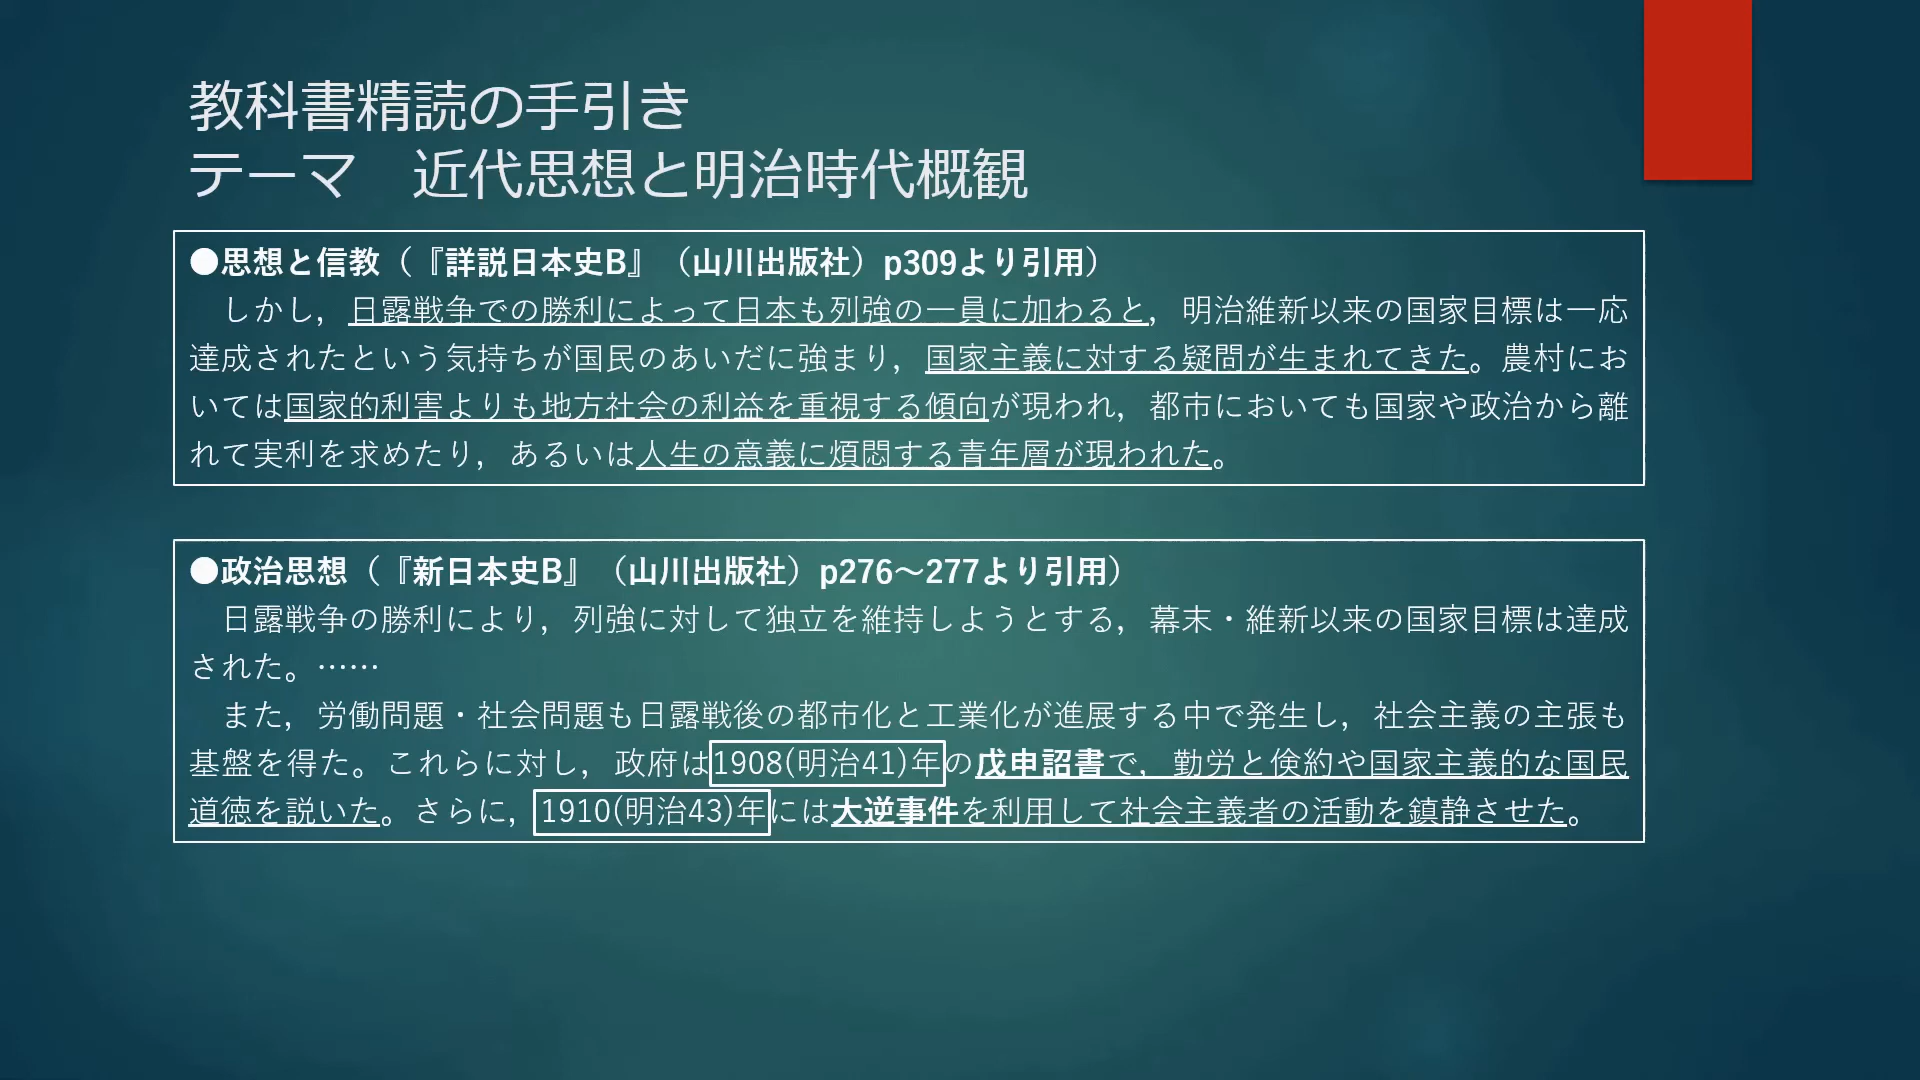 教科書精読の手引き
テーマ　近代思想と明治時代概観
●思想と信教（『詳説日本史B』（山川出版社）p309より引用）
　しかし，日露戦争での勝利によって日本も列強の一員に加わると，明治維新以来の国家目標は一応
達成されたという気持ちが国民のあいだに強まり，国家主義に対する疑問が生まれてきた。農村にお
いては国家的利害よりも地方社会の利益を重視する傾向が現われ，都市においても国家や政治から離
れて実利を求めたり，あるいは人生の意義に煩悶する青年層が現われた。
●政治思想（『新日本史B』（山川出版社）p276～277より引用）
　日露戦争の勝利により，列強に対して独立を維持しようとする，幕末・維新以来の国家目標は達成
された。……
　また，労働問題・社会問題も日露戦後の都市化と工業化が進展する中で発生し，社会主義の主張も
基盤を得た。これらに対し，政府は1908(明治41)年の戊申詔書で，勤労と倹約や国家主義的な国民
道徳を説いた。さらに，1910(明治43)年には大逆事件を利用して社会主義者の活動を鎮静させた。